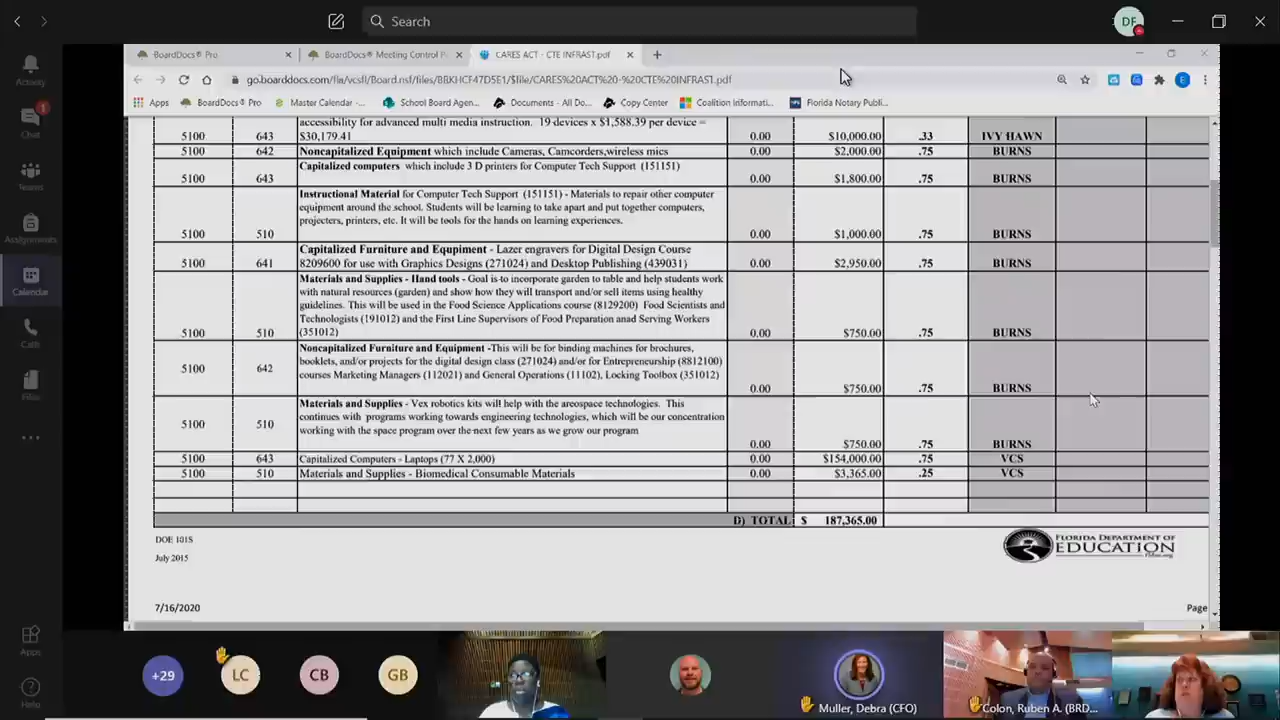 Search
DF
Activity
Chat
1
Teams
Assignments
Calendar
Calls
Files
Apps
Help
BoardDocs® Pro
BoardDocs® Meeting Control P
CARES ACT - CTE INFRAST.pdf
go.boarddocs.com/fla/vcsfl/Board.nsf/files/BBKHCF47D5E1/$file/CARES%20ACT%20-%20CTE%20INFRAST.pdf
E
Apps
BoardDocs® Pro
Master Calendar -...
School Board Agen...
Documents - All Do...
Copy Center
Coalition Informati...
Florida Notary Publi...
accessibility for advanced multi media instruction. 19 devices x $1,588.39 per device =
5100 643 $30,179.41 0.00 $10,000.00 .33 IVY HAWN
5100 642 Noncapitalized Equipment which include Cameras, Camcorders,wireless mics 0.00 $2,000.00 .75 BURNS
Capitalized computers which include 3 D printers for Computer Tech Support (151151)
5100 643 0.00 $1,800.00 .75 BURNS
Instructional Material for Computer Tech Support (151151) - Materials to repair other computer
equipment around the school. Students will be learning to take apart and put together computers,
projecters, printers, etc. It will be tools for the hands on learning experiences.
5100 510 0.00 $1,000.00 .75 BURNS
Capitalized Furniture and Equpiment - Lazer engravers for Digital Design Course
5100 641 8209600 for use with Graphics Designs (271024) and Desktop Publishing (439031) 0.00 $2,950.00 .75 BURNS
Materials and Supplies - Hand tools - Goal is to incorporate garden to table and help students work
with natural resources (garden) and show how they will transport and/or sell items using healthy
guidelines. This will be used in the Food Science Applications course (8129200) Food Scientists and
Technologists (191012) and the First Line Supervisors of Food Preparation anad Serving Workers
5100 510 (351012) 0.00 $750.00 .75 BURNS
Noncapitalized Furniture and Equipment -This will be for binding machines for brochures,
booklets, and/or projects for the digital design class (271024) and/or for Entrepreneurship (8812100)
5100 642 courses Marketing Managers (112021) and General Operations (11102), Locking Toolbox (351012)
0.00 $750.00 .75 BURNS
Materials and Supplies - Vex robotics kits will help with the areospace technologies. This
continues with programs working towards engineering technologies, which will be our concentration
5100 510 working with the space program over the next few years as we grow our program
0.00 $750.00 .75 BURNS
5100 643 Capitalized Computers - Laptops (77 X 2,000) 0.00 $154,000.00 .75 VCS
5100 510 Materials and Supplies - Biomedical Consumable Materials 0.00 $3,365.00 .25 VCS
D) TOTAL $ 187,365.00
DOE 101S
July 2015
FLORIDA DEPARTMENT OF
EDUCATION
7/16/2020
Page
+29
LC
CB
GB
Muller, Debra (CFO)
Colon, Ruben A. (BRD...